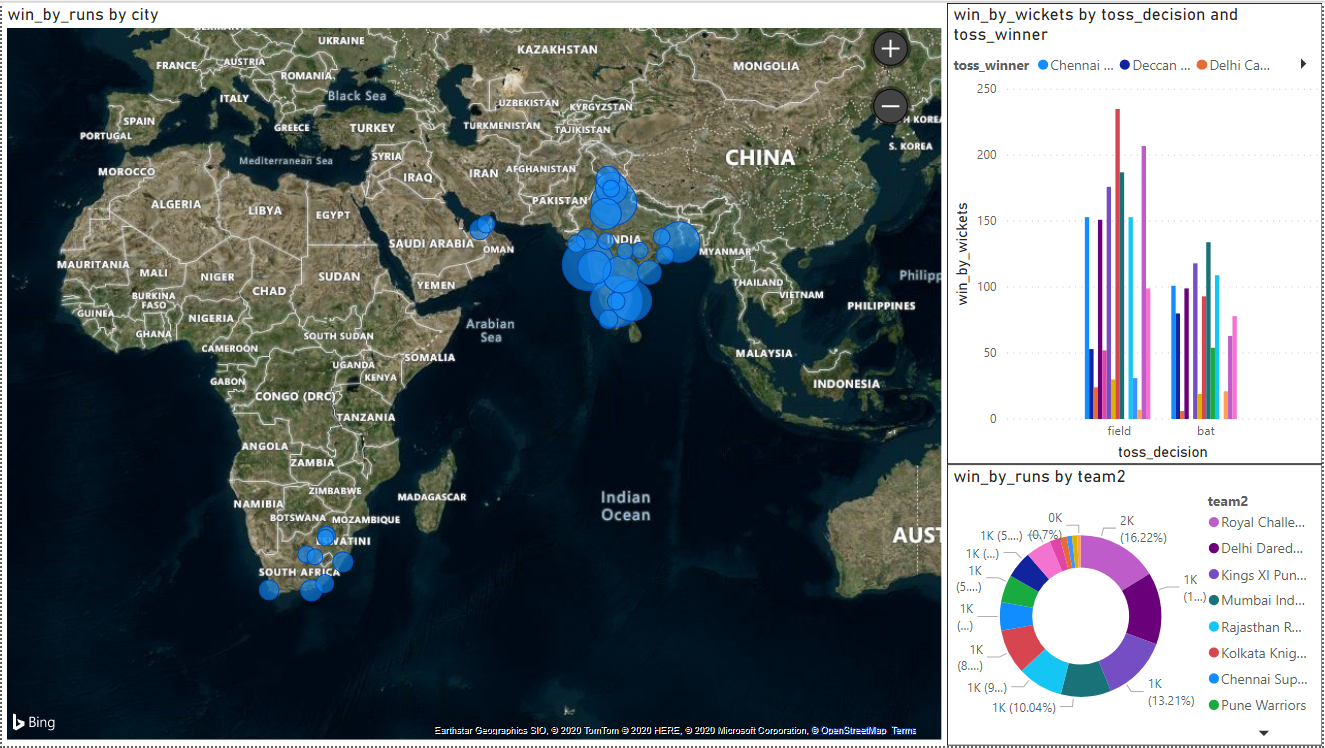 win_by_runs by city
UKRAINE
KAZAKHSTAN
MONGOLIA
FRANCE
AUSTRIA
ROMANIA
ITALY
Black Sea
UZBEKISTAN
KYRGYZSTAN
SPAIN
PORTUGAL
GREECE
TURKEY
TURKMENISTAN
TAJIKISTAN
S. KOREA
Mediterranean Sea
SYRIA
CHINA
MOROCCO
IRAQ
IRAN
AFGHANISTAN
ALGERIA
LIBYA
EGYPT
PAKISTAN
SAUDI ARABIA
OMAN
INDIA
MYANMAR
MAURITANIA
MALI
NIGER
SUDAN
YEMEN
CHAD
THAILAND
VIETNAM
Philipp
BURKINA
FASO
GUINEA
NIGERIA
PHILIPPINES
GHANA
SOUTH SUDAN
Arabian
Sea
CAMEROON
SOMALIA
MALAYSIA
UGANDA
KENYA
GABON
INDONESIA
CONGO (DRC)
TANZANIA
ANGOLA
ZAMBIA
ZIMBABWE
MADAGASCAR
NAMIBIA
BOTSWANA
MOZAMBIQUE
Indian
Ocean
AUST
SOUTH AFRICA
Bing
Earthstar Geographics SIO, © 2020 TomTom © 2020 HERE, © 2020 Microsoft Corporation, © OpenStreetMap Terms
win_by_wickets by toss_decision and
toss_winner
toss_winner Chennai ... Deccan ... Delhi Ca...
250
200
150
100
50
0
win_by_wickets
field bat
toss_decision
win_by_runs by team2
0K
2K
(16.22%)
1K (5....) (0.7%)
1K (...)
1K
(5....)
1K
(1...)
1K
(...)
1K
(8....)
1K (9...)
1K (10.04%)
1K
(13.21%)
team2
Royal Challe...
Delhi Dared...
Kings XI Pun...
Mumbai Ind...
Rajasthan R...
Kolkata Knig...
Chennai Sup...
Pune Warriors